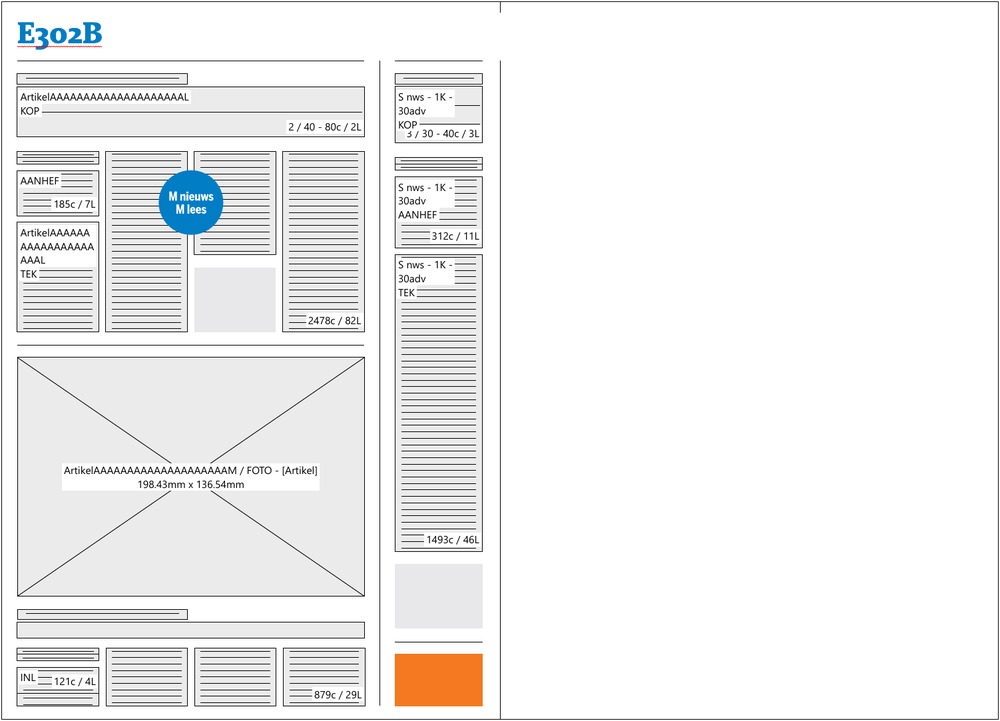 E302B
ArtikelAAAAAAAAAAAAAAAAAAAAL
KOP
2 / 40 - 80c / 2L
AANHEF
185c / 7L
ArtikelAAAAAA
AAAAAAAAAAA
AAAL
TEK
M nieuws
M lees
2478c / 82L
ArtikelAAAAAAAAAAAAAAAAAAAAM / FOTO - [Artikel]
198.43mm x 136.54mm
INL
121c / 4L
879c / 29L
S nws - 1K -
30adv
KOP
3 / 30 - 40c / 3L
S nws - 1K -
30adv
AANHEF
312c / 11L
S nws - 1K -
30adv
TEK
1493c / 46L